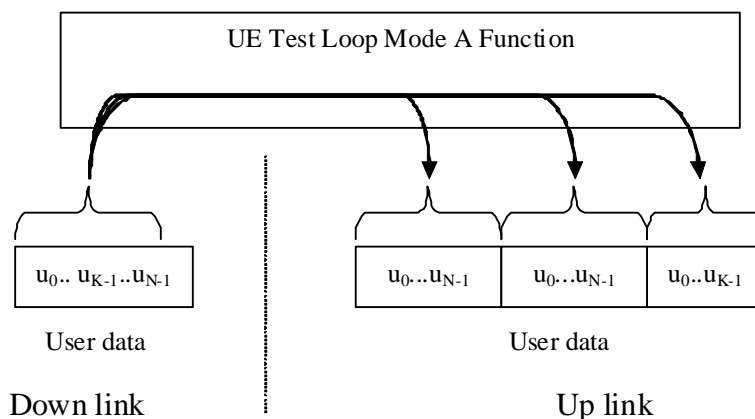 UE Test Loop Mode A Function
u0.. uK-1..uN-1
u0...uN-1
u0...uN-1
u0..uK-1
User data
User data
Down link
Up link